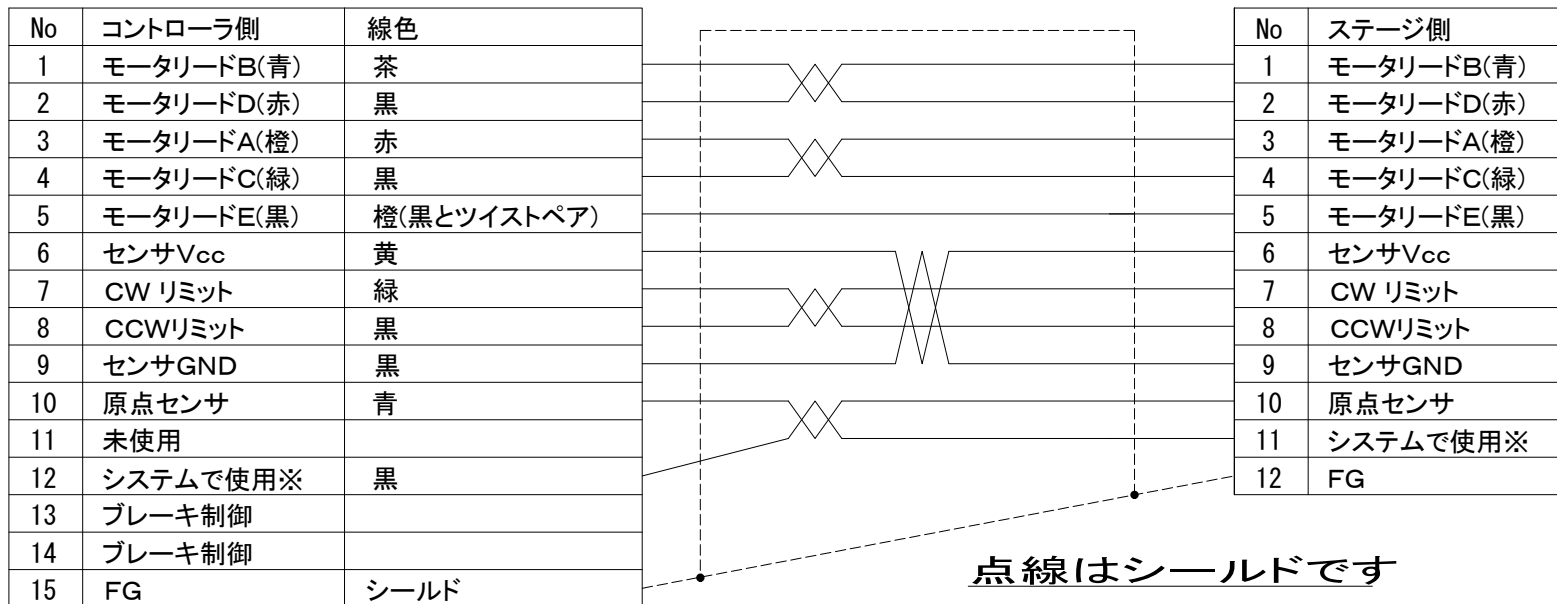 No コントローラ側 線色
1 モータリードB(青) 茶
2 モータリードD(赤) 黒
3 モータリードA(橙) 赤
4 モータリードC(緑) 黒
5 モータリードE(黒) 橙(黒とツイストペア)
6 センサVcc 黄
7 CW リミット 緑
8 CCWリミット 黒
9 センサGND 黒
10 原点センサ 青
11 未使用
12 システムで使用※ 黒
13 ブレーキ制御
14 ブレーキ制御
15 FG シールド
No ステージ側
1 モータリードB(青)
2 モータリードD(赤)
3 モータリードA(橙)
4 モータリードC(緑)
5 モータリードE(黒)
6 センサVcc
7 CW リミット
8 CCWリミット
9 センサGND
10 原点センサ
11 システムで使用※
12 FG
点線はシールドです